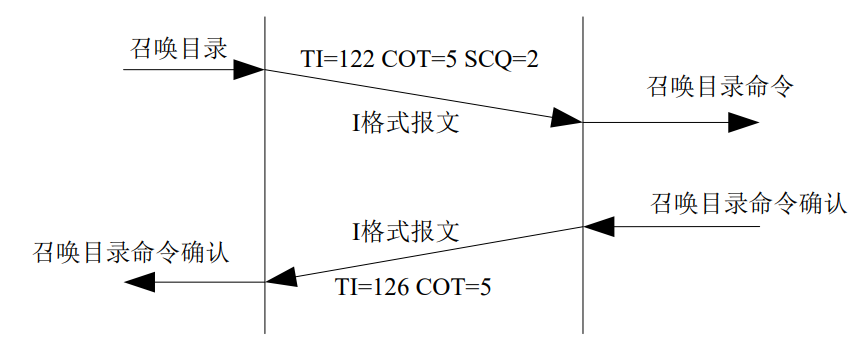 召唤目录
TI=122 COT=5 SCQ=2
召唤目录命令
I格式报文
召唤目录命令确认
I格式报文
召唤目录命令确认
TI=126 COT=5